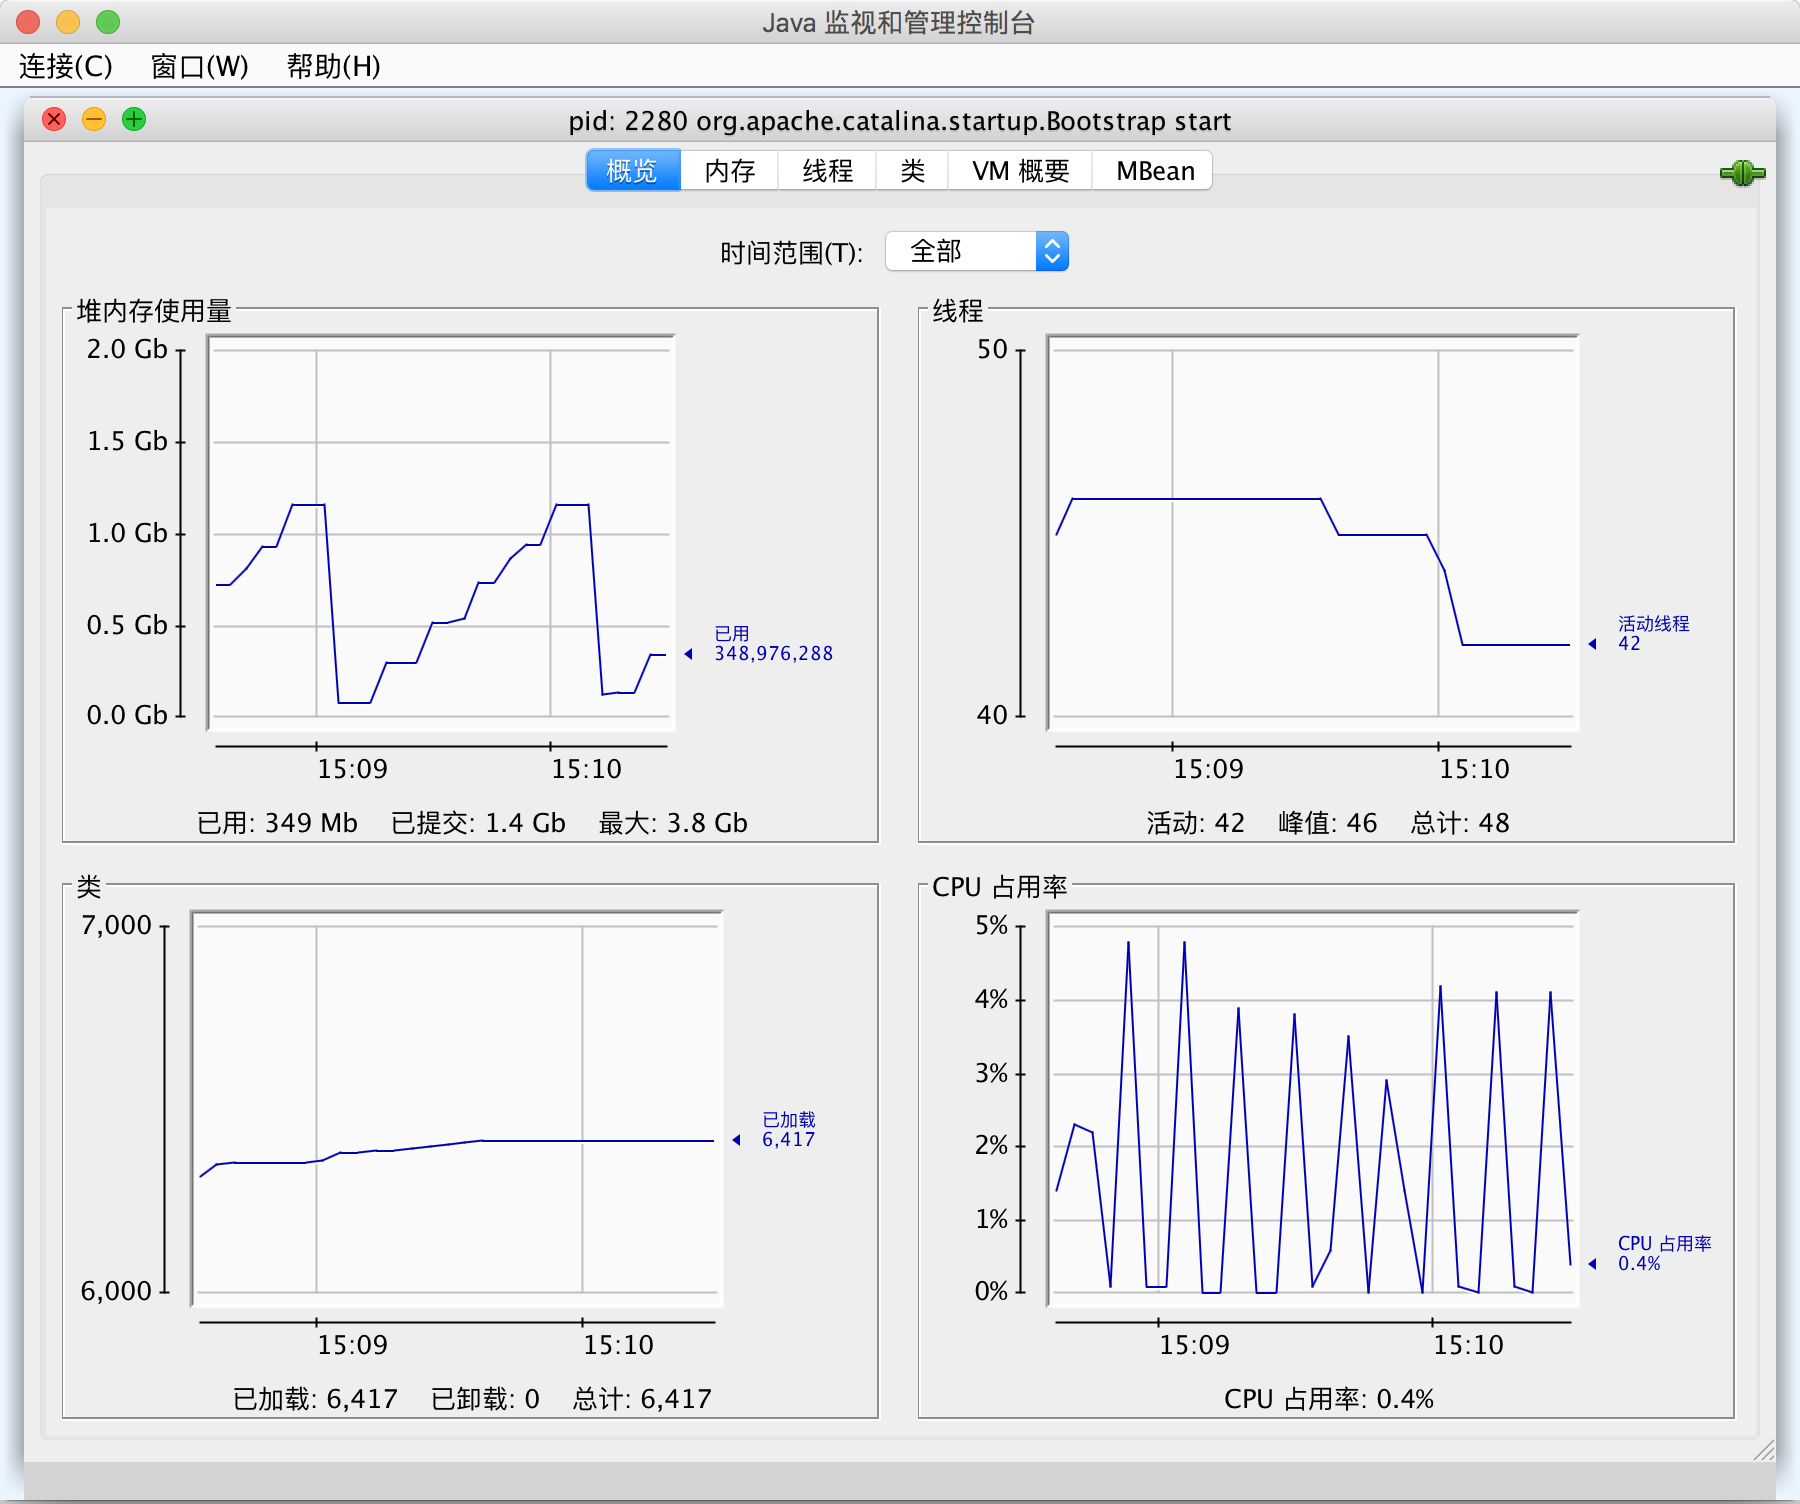 Java 监视和管理控制台
连接(C) 窗口(W) 帮助(H)
pid: 2280 org.apache.catalina.startup.Bootstrap start
概览 内存 线程 类 VM 概要 MBean
时间范围(T): 全部
堆内存使用量
2.0 Gb
1.5 Gb
1.0 Gb
0.5 Gb
0.0 Gb
已用
348,976,288
15:09 15:10
已用: 349 Mb 已提交: 1.4 Gb 最大: 3.8 Gb
线程
50
40
活动线程
42
15:09 15:10
活动: 42 峰值: 46 总计: 48
类
7,000
6,000
已加载
6,417
15:09 15:10
已加载: 6,417 已卸载: 0 总计: 6,417
CPU 占用率
5%
4%
3%
2%
1%
0%
CPU 占用率
0.4%
15:09 15:10
CPU 占用率: 0.4%